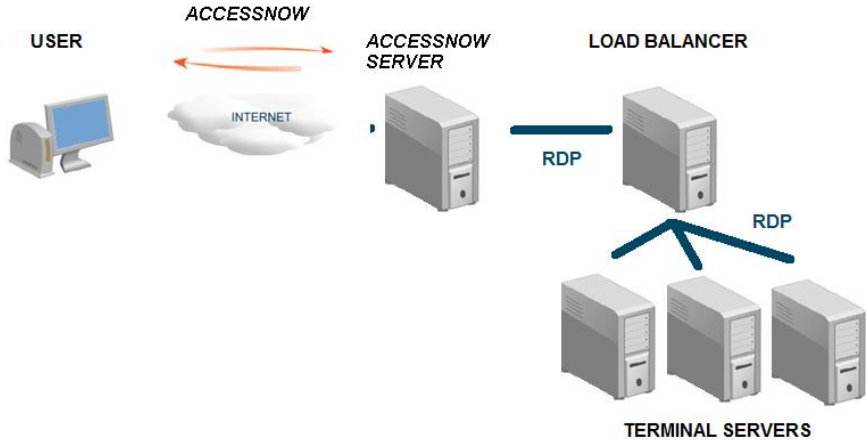 ACCESSNOW
USER
ACCESSNOW
SERVER
LOAD BALANCER
INTERNET
RDP
RDP
TERMINAL SERVERS